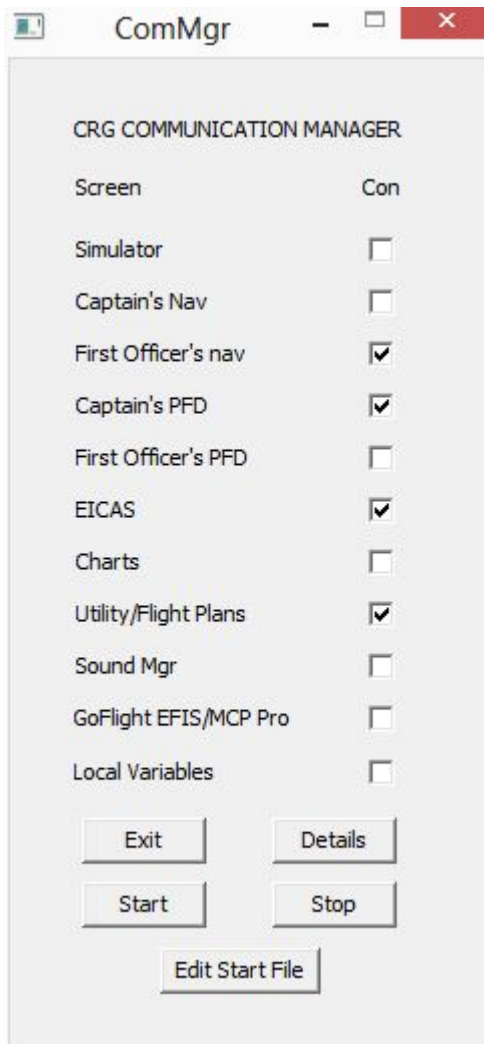 ComMgr
CRG COMMUNICATION MANAGER
Screen Con
Simulator
Captain's Nav
First Officer's nav
Captain's PFD
First Officer's PFD
EICAS
Charts
Utility/Flight Plans
Sound Mgr
GoFlight EFIS/MCP Pro
Local Variables
Exit Details
Start Stop
Edit Start File